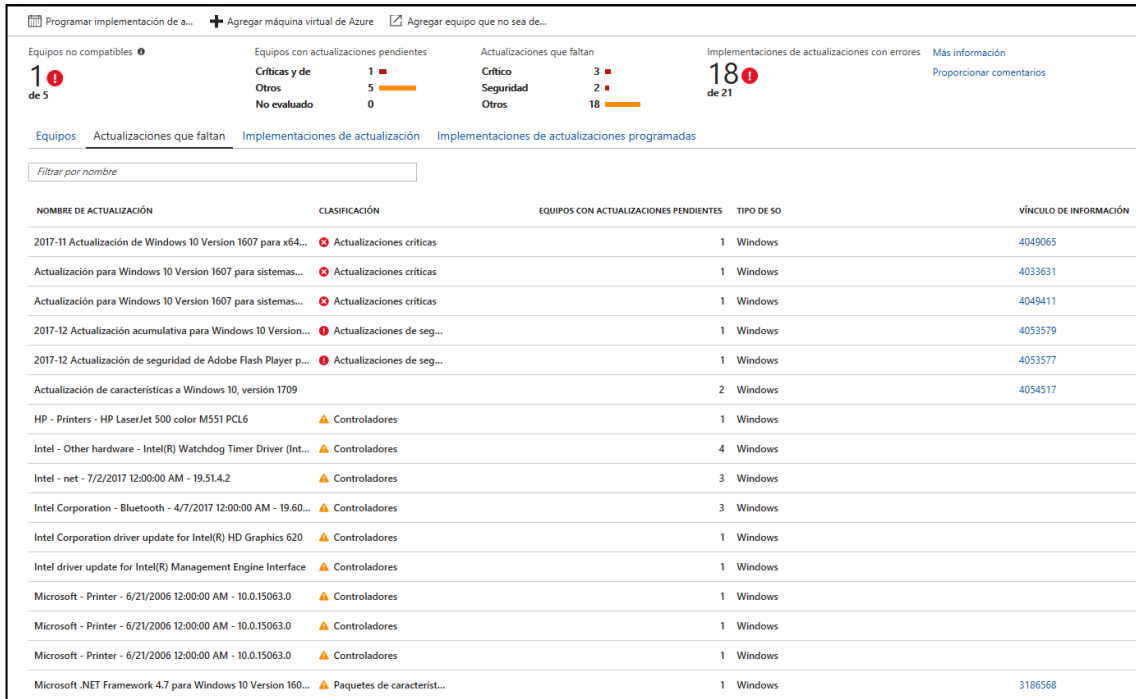 Programar implementación de a... Agregar máquina virtual de Azure Agregar equipo que no sea de...
Equipos no compatibles
1
de 5
Equipos con actualizaciones pendientes
Críticas y de 1
Otros 5
No evaluado 0
Actualizaciones que faltan
Crítico 3
Seguridad 2
Otros 18
Implementaciones de actualizaciones con errores
18
de 21
Más información
Proporcionar comentarios
Equipos Actualizaciones que faltan Implementaciones de actualización Implementaciones de actualizaciones programadas
Filtrar por nombre
NOMBRE DE ACTUALIZACIÓN CLASIFICACIÓN EQUIPOS CON ACTUALIZACIONES PENDIENTES TIPO DE SO VÍNCULO DE INFORMACIÓN
2017-11 Actualización de Windows 10 Version 1607 para x64... Actualizaciones críticas 1 Windows 4049065
Actualización para Windows 10 Version 1607 para sistemas... Actualizaciones críticas 1 Windows 4033631
Actualización para Windows 10 Version 1607 para sistemas... Actualizaciones críticas 1 Windows 4049411
2017-12 Actualización acumulativa para Windows 10 Version... Actualizaciones de seg... 1 Windows 4053579
2017-12 Actualización de seguridad de Adobe Flash Player p... Actualizaciones de seg... 1 Windows 4053577
Actualización de características a Windows 10, versión 1709 2 Windows 4054517
HP - Printers - HP LaserJet 500 color M551 PCL6 Controladores 1 Windows
Intel - Other hardware - Intel(R) Watchdog Timer Driver (Int... Controladores 4 Windows
Intel - net - 7/2/2017 12:00:00 AM - 19.51.4.2 Controladores 3 Windows
Intel Corporation - Bluetooth - 4/7/2017 12:00:00 AM - 19.60... Controladores 3 Windows
Intel Corporation driver update for Intel(R) HD Graphics 620 Controladores 1 Windows
Intel driver update for Intel(R) Management Engine Interface Controladores 1 Windows
Microsoft - Printer - 6/21/2006 12:00:00 AM - 10.0.15063.0 Controladores 1 Windows
Microsoft - Printer - 6/21/2006 12:00:00 AM - 10.0.15063.0 Controladores 1 Windows
Microsoft - Printer - 6/21/2006 12:00:00 AM - 10.0.15063.0 Controladores 1 Windows
Microsoft .NET Framework 4.7 para Windows 10 Version 160... Paquetes de característ... 1 Windows 3186568